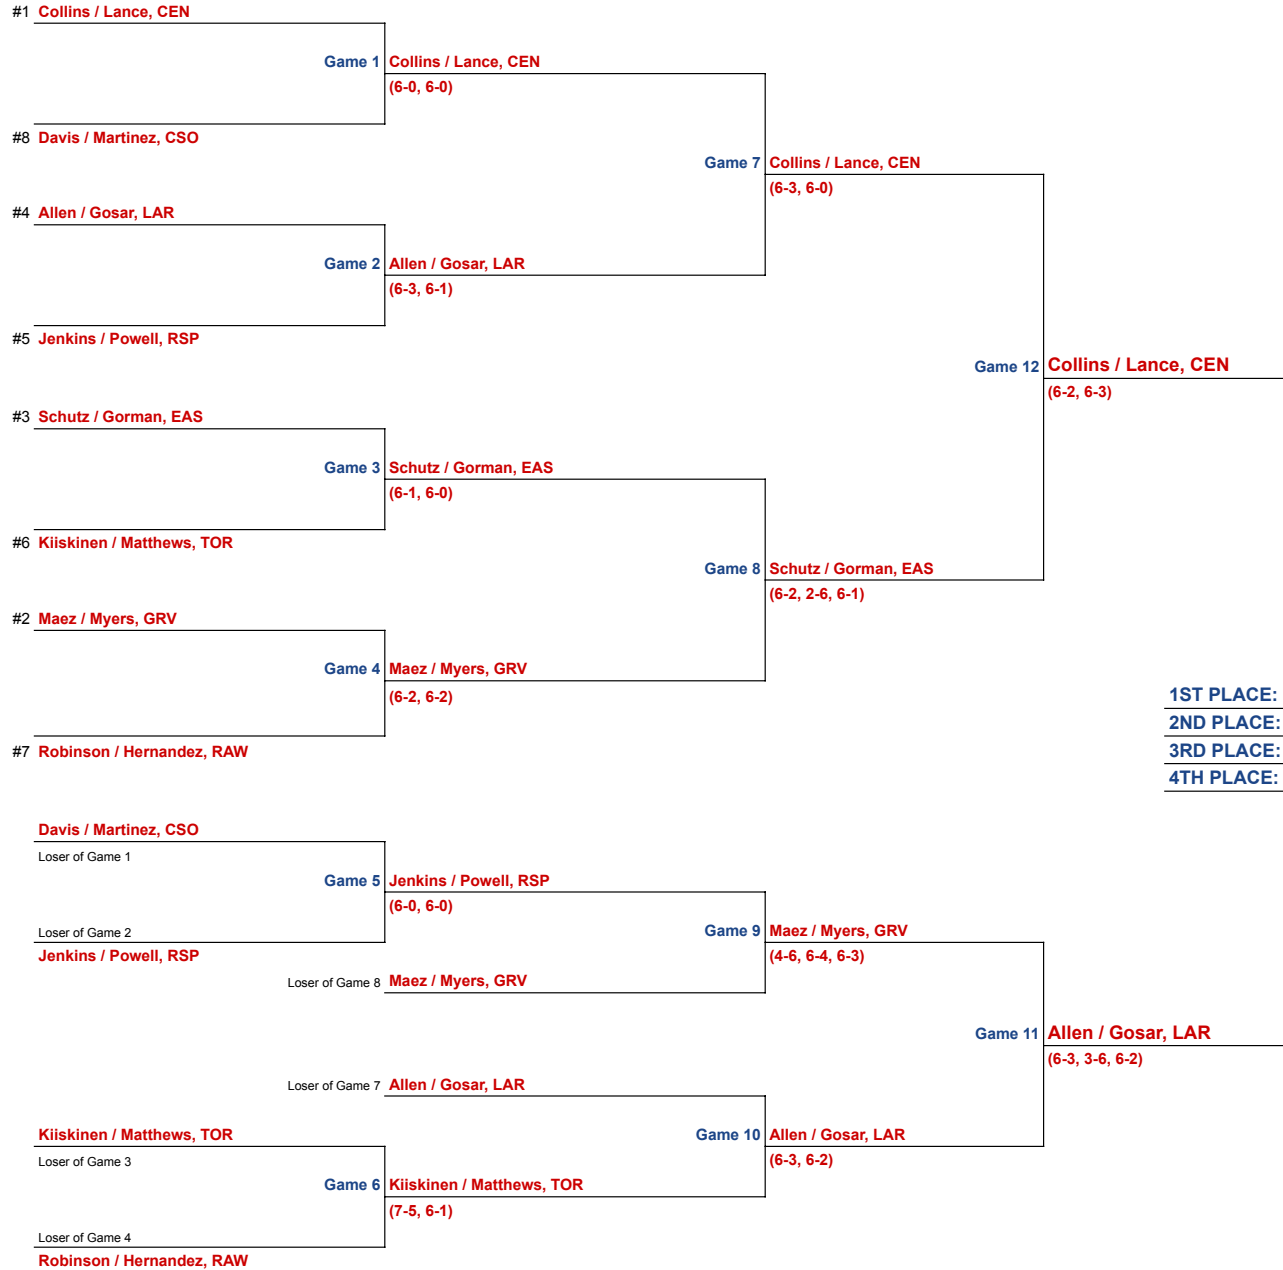 #1 Collins / Lance, CEN
Game 1 Collins / Lance, CEN
(6-0, 6-0)
#8 Davis / Martinez, CSO
Game 7 Collins / Lance, CEN
(6-3, 6-0)
#4 Allen / Gosar, LAR
Game 2 Allen / Gosar, LAR
(6-3, 6-1)
#5 Jenkins / Powell, RSP
Game 12 Collins / Lance, CEN
(6-2, 6-3)
#3 Schutz / Gorman, EAS
Game 3 Schutz / Gorman, EAS
(6-1, 6-0)
#6 Kiiskinen / Matthews, TOR
Game 8 Schutz / Gorman, EAS
(6-2, 2-6, 6-1)
#2 Maez / Myers, GRV
Game 4 Maez / Myers, GRV
(6-2, 6-2)
#7 Robinson / Hernandez, RAW
1ST PLACE:
2ND PLACE:
3RD PLACE:
4TH PLACE:
Davis / Martinez, CSO
Loser of Game 1
Game 5 Jenkins / Powell, RSP
(6-0, 6-0)
Loser of Game 2
Jenkins / Powell, RSP
Game 9 Maez / Myers, GRV
(4-6, 6-4, 6-3)
Loser of Game 8 Maez / Myers, GRV
Game 11 Allen / Gosar, LAR
(6-3, 3-6, 6-2)
Loser of Game 7 Allen / Gosar, LAR
Kiiskinen / Matthews, TOR
Loser of Game 3
Game 10 Allen / Gosar, LAR
(6-3, 6-2)
Game 6 Kiiskinen / Matthews, TOR
(7-5, 6-1)
Loser of Game 4
Robinson / Hernandez, RAW